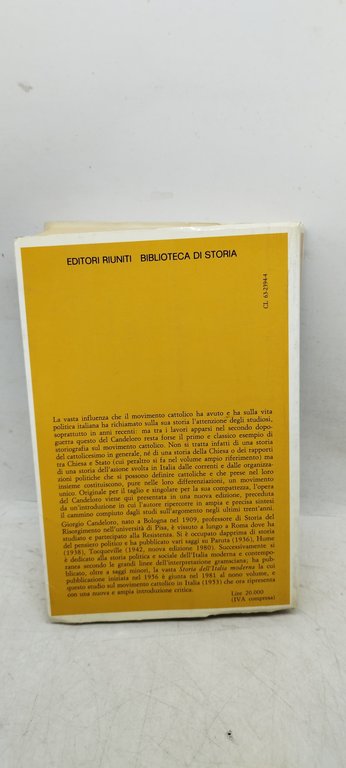 EDITORI RIUNITI BIBLIOTECA DI STORIA
CL 63-2194-4
La vasta influenza che il movimento cattolico ha avuto e ha sulla vita
politica italiana ha richiamato sulla sua storia l'attenzione degli studiosi,
soprattutto in anni recenti: ma tra i lavori apparsi nel secondo dopo-
guerra questo del Candeloro resta forse il primo e classico esempio di
storiografia sul movimento cattolico. Non si tratta infatti di una storia
del cattolicesimo in generale, né di una storia della Chiesa o dei rapporti
tra Chiesa e Stato (cui peraltro si fa nel volume ampio riferimento) ma
di una storia dell'azione svolta in Italia dalle correnti e dalle organizza-
zioni politiche che si possono definire cattoliche e che prese nel loro
insieme costituiscono, pure nelle loro differenziazioni, un movimento
unico. Originale per il taglio e singolare per la sua compattezza, l'opera
del Candeloro viene qui presentata in una nuova edizione, preceduta
da un'introduzione in cui l'autore ripercorre in ampia e precisa sintesi
il cammino compiuto dagli studi sull'argomento negli ultimi trent'anni.
Giorgio Candeloro, nato a Bologna nel 1909, professore di Storia del
Risorgimento nell'università di Pisa, è vissuto a lungo a Roma dove ha
studiato e partecipato alla Resistenza. Si è occupato dapprima di storia
del pensiero politico e ha pubblicato vari saggi su Paruta (1936), Hume
(1938), Tocqueville (1942, nuova edizione 1980). Successivamente si
è dedicato alla storia politica e sociale dell'Italia moderna e contempo-
ranea secondo le grandi linee dell'interpretazione gramsciana; ha pub-
blicato, oltre a saggi minori, la vasta Storia dell'Italia moderna la cui
pubblicazione iniziata nel 1956 è giunta nel 1981 al nono volume, e
questo studio sul movimento cattolico in Italia (1953) che ora ripresenta
con una nuova e ampia introduzione critica.
Lire 20.000
(IVA compresa)